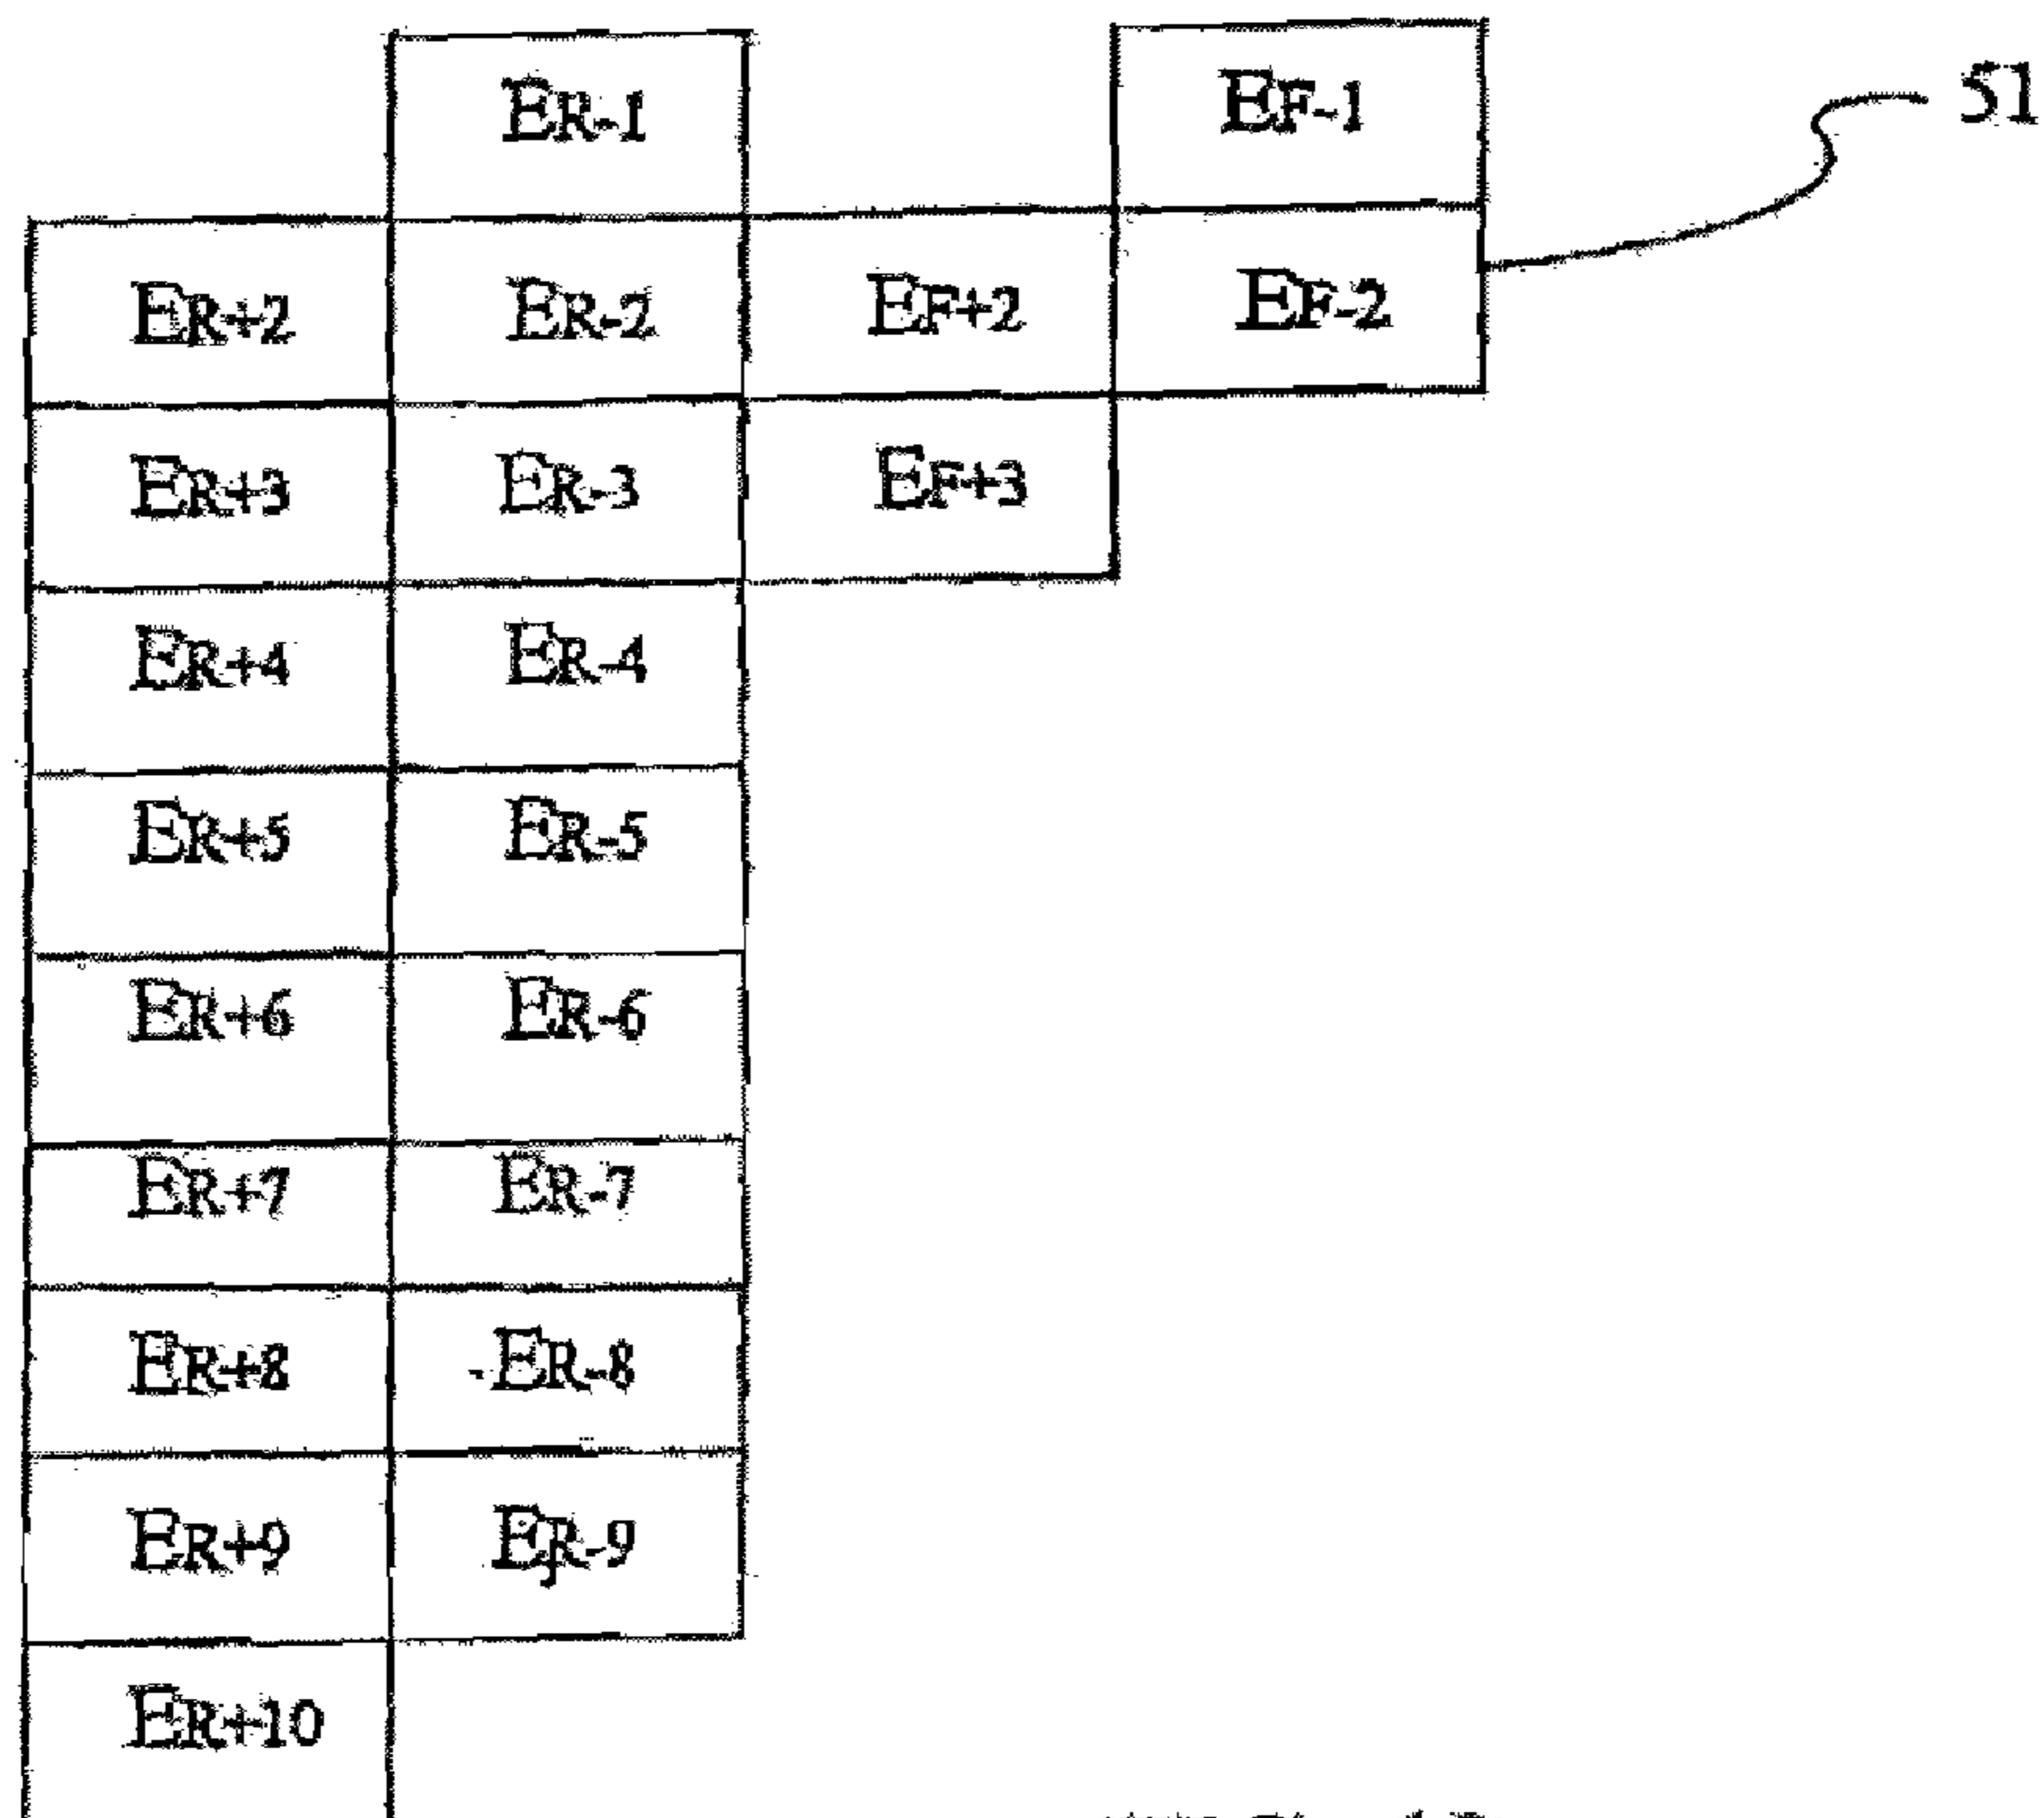 ER-1 EF-1 51
ER+2 ER-2 EF+2 EF-2
ER+3 ER-3 EF+3
ER+4 ER-4
ER+5 ER-5
ER+6 ER-6
ER+7 ER-7
ER+8 ER-8
ER+9 ER-9
ER+10